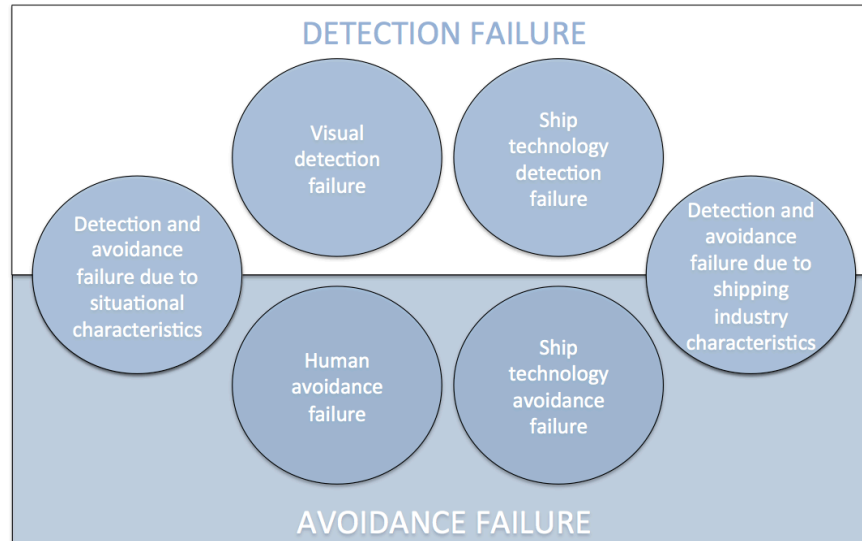 DETECTION FAILURE
Visual
detection
failure
Ship
technology
detection
failure
Detection and
avoidance
failure due to
situational
characteristics
Detection and
avoidance
failure due to
shipping
industry
characteristics
Human
avoidance
failure
Ship
technology
avoidance
failure
AVOIDANCE FAILURE